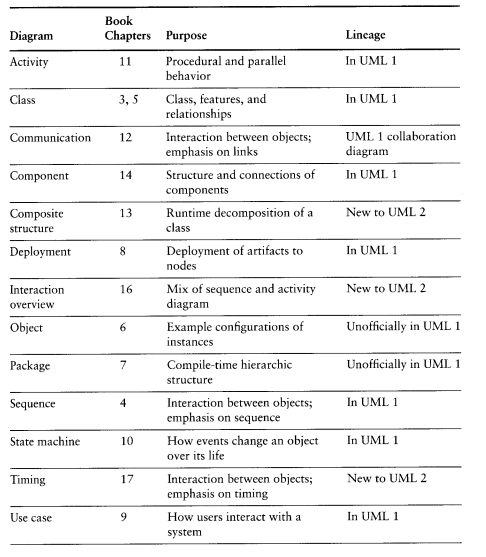 Diagram Book Chapters Purpose Lineage
Activity 11 Procedural and parallel behavior In UML 1
Class 3, 5 Class, features, and relationships In UML 1
Communication 12 Interaction between objects; emphasis on links UML 1 collaboration diagram
Component 14 Structure and connections of components In UML 1
Composite structure 13 Runtime decomposition of a class New to UML 2
Deployment 8 Deployment of artifacts to nodes In UML 1
Interaction overview 16 Mix of sequence and activity diagram New to UML 2
Object 6 Example configurations of instances Unofficially in UML 1
Package 7 Compile-time hierarchic structure Unofficially in UML 1
Sequence 4 Interaction between objects; emphasis on sequence In UML 1
State machine 10 How events change an object over its life In UML 1
Timing 17 Interaction between objects; emphasis on timing New to UML 2
Use case 9 How users interact with a system In UML 1